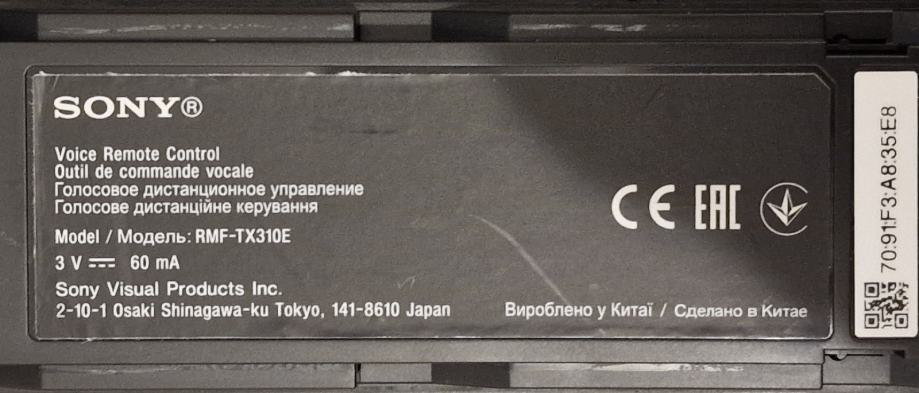 SONY®
Voice Remote Control
Outil de commande vocale
Голосовое дистанционное управление
Голосове дистанційне керування
Model / Модель: RMF-TX310E
3 V ⎓ 60 mA
Sony Visual Products Inc.
2-10-1 Osaki Shinagawa-ku Tokyo, 141-8610 Japan
CE EAC
Вироблено у Китаї / Сделано в Китае
70:91:F3:A8:35:E8